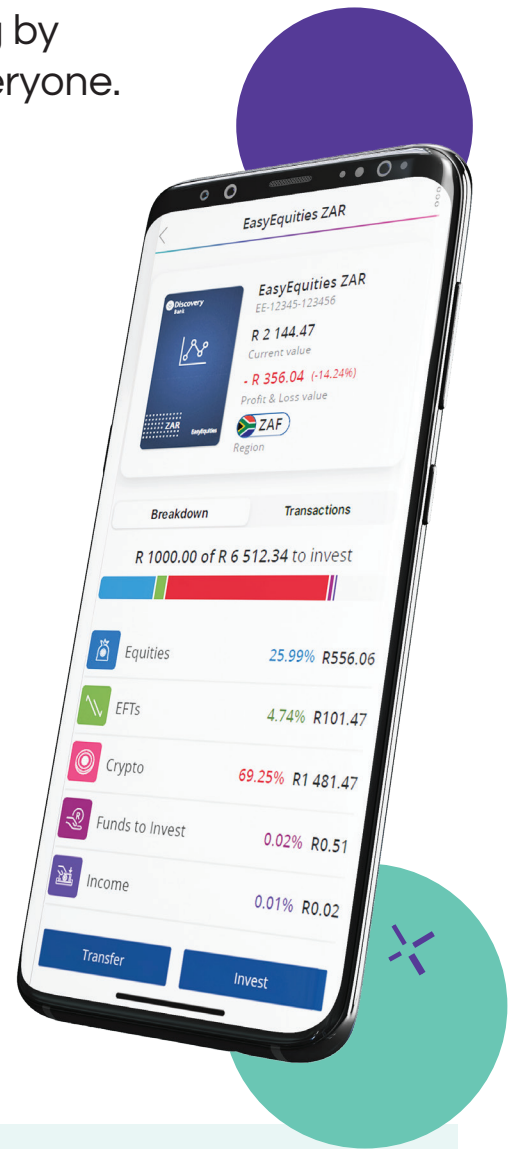 g by
eryone.
EasyEquities ZAR
Discovery
Bank
ZAR
EasyEquities
EasyEquities ZAR
EE-12345-123456
R 2 144.47
Current value
- R 356.04 (-14.24%)
Profit & Loss value
ZAF
Region
Breakdown Transactions
R 1000.00 of R 6 512.34 to invest
Equities 25.99% R556.06
EFTs 4.74% R101.47
Crypto 69.25% R1 481.47
Funds to Invest 0.02% R0.51
Income 0.01% R0.02
Transfer Invest